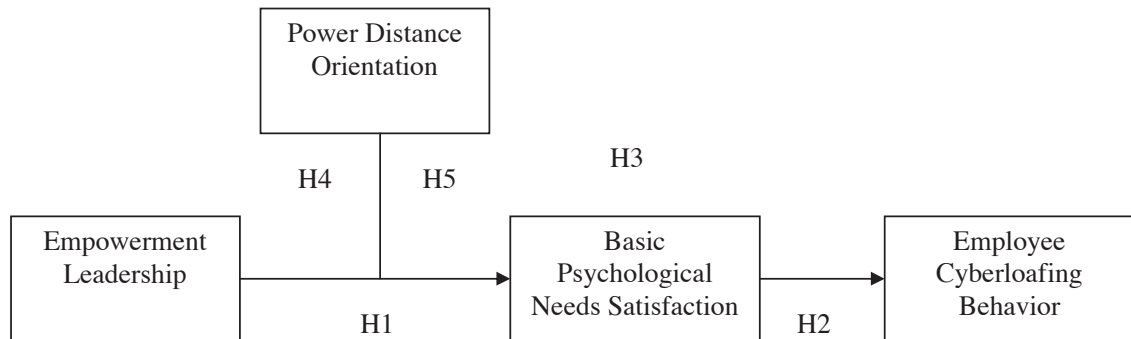 Power Distance
Orientation
H4
H5
H3
Empowerment
Leadership
Basic
Psychological
Needs Satisfaction
Employee
Cyberloafing
Behavior
H1
H2